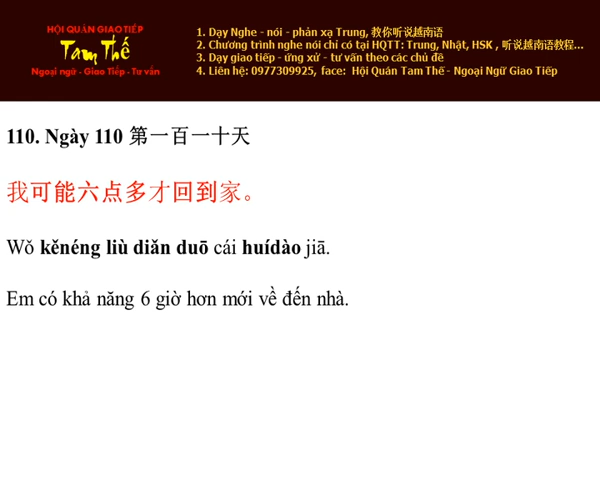 HỘI QUÁN GIAO TIẾP
Tam Thế
Ngoại ngữ - Giao Tiếp - Tư vấn
1. Dạy Nghe - nói - phản xạ Trung, 教你听说越南语
2. Chương trình nghe nói chỉ có tại HQTT: Trung, Nhật, HSK , 听说越南语教程...
3. Dạy giao tiếp - ứng xử - tư vấn theo các chủ đề
4. Liên hệ: 0977309925, face: Hội Quán Tam Thế - Ngoại Ngữ Giao Tiếp
110. Ngày 110 第一百一十天
我可能六点多才回到家。
Wǒ kěnéng liù diǎn duō cái huídào jiā.
Em có khả năng 6 giờ hơn mới về đến nhà.